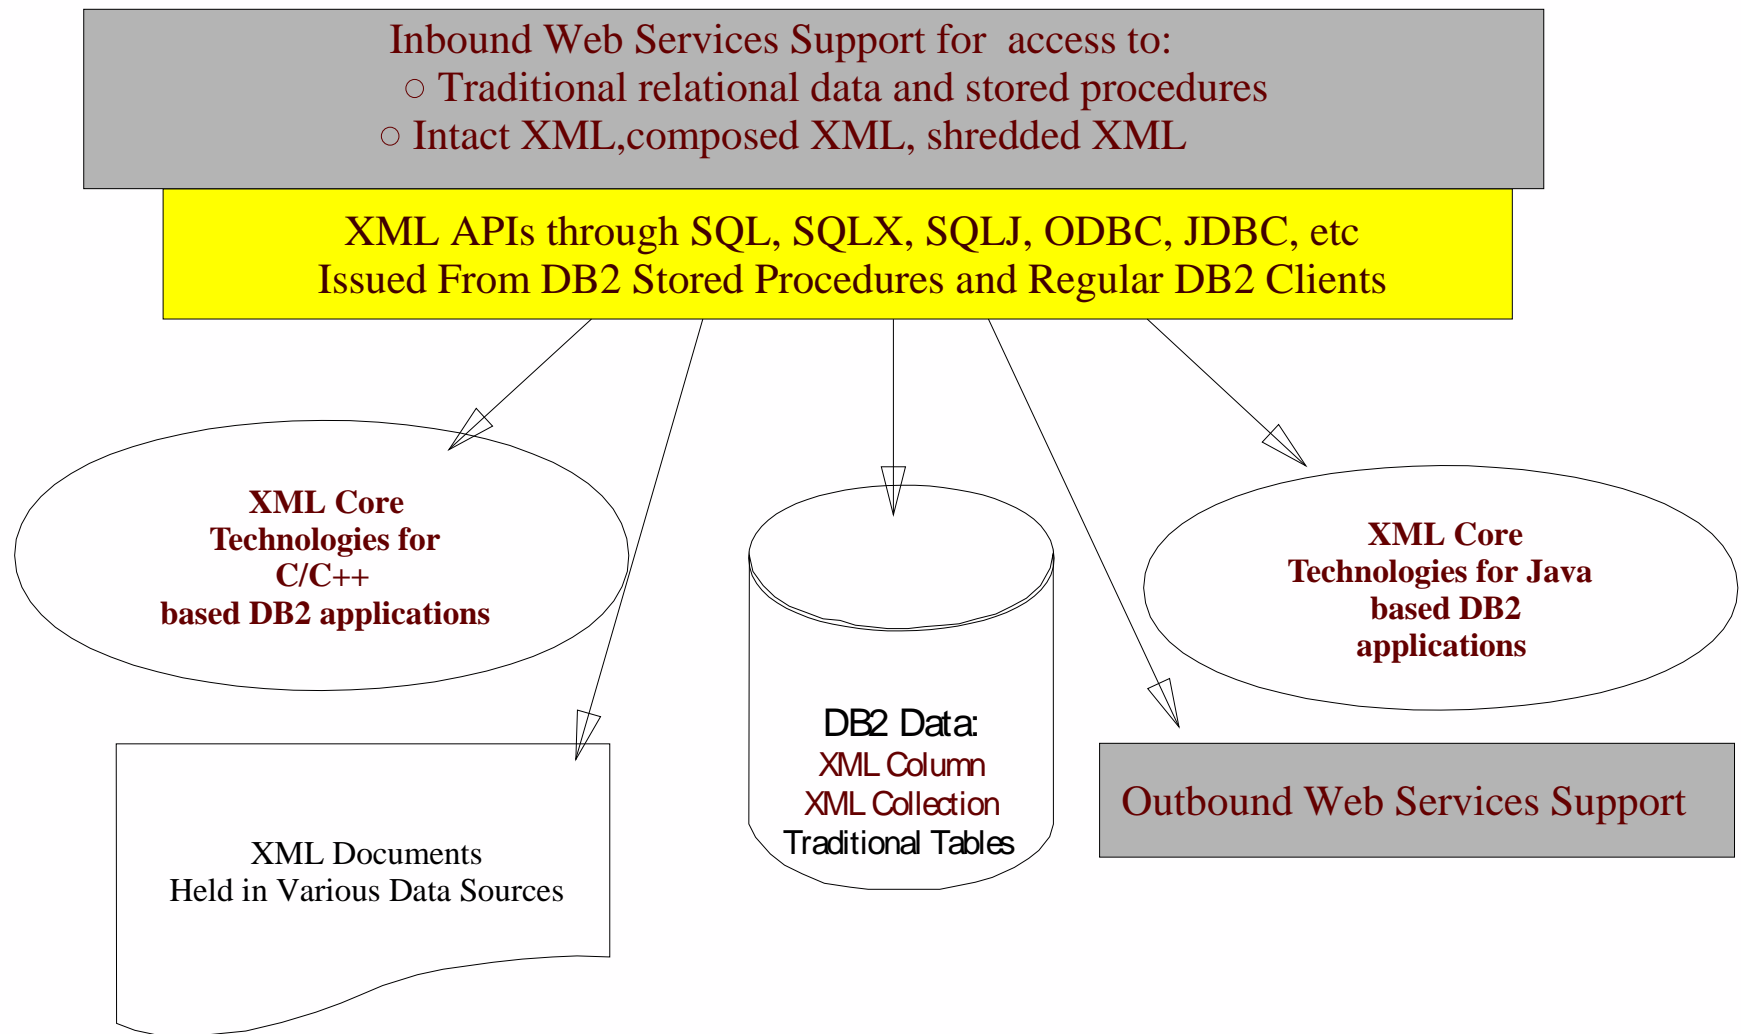 Inbound Web Services Support for access to:
○ Traditional relational data and stored procedures
○ Intact XML,composed XML, shredded XML
XML APIs through SQL, SQLX, SQLJ, ODBC, JDBC, etc
Issued From DB2 Stored Procedures and Regular DB2 Clients
XML Core
Technologies for
C/C++
based DB2 applications
XML Core
Technologies for Java
based DB2
applications
DB2 Data:
XML Column
XML Collection
Traditional Tables
Outbound Web Services Support
XML Documents
Held in Various Data Sources